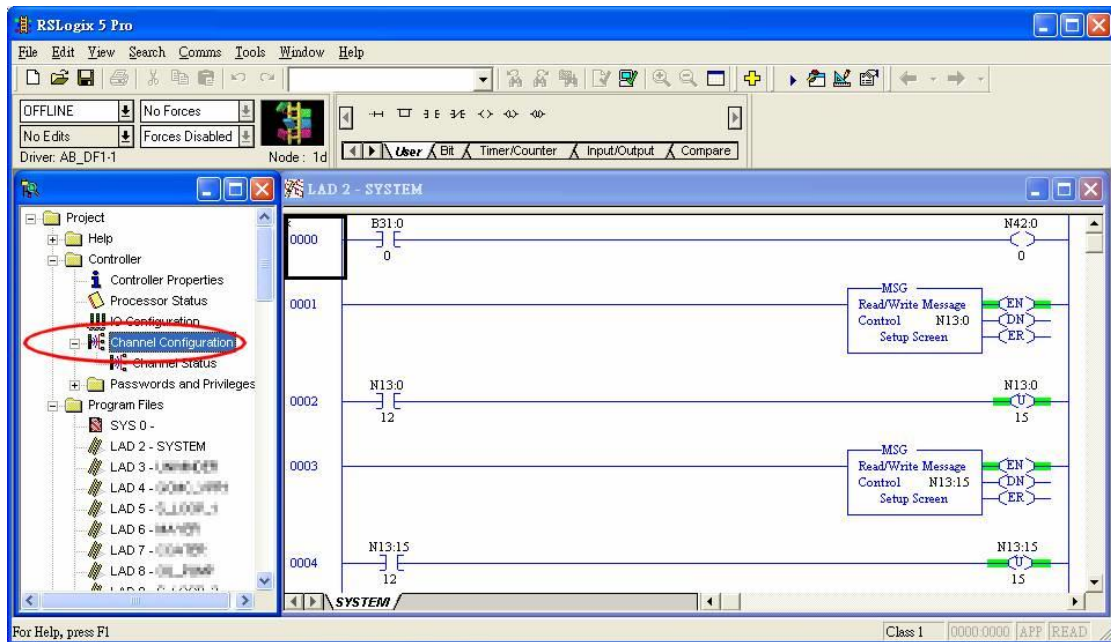 RSLogix 5 Pro
File Edit View Search Comms Tools Window Help
OFFLINE No Forces
No Edits Forces Disabled
Driver: AB_DF1-1 Node : 1d
User Bit Timer/Counter Input/Output Compare
Project
Help
Controller
Controller Properties
Processor Status
IO Configuration
Channel Configuration
Channel Status
Passwords and Privileges
Program Files
SYS 0 -
LAD 2 - SYSTEM
LAD 3 -
LAD 4 -
LAD 5 -
LAD 6 -
LAD 7 -
LAD 8 -
LAD 2 - SYSTEM
B31:0 N42:0
0000
0 0
MSG
0001 Read/Write Message EN
Control N13:0 DN
Setup Screen ER
N13:0 N13:0
0002 U
12 15
MSG
0003 Read/Write Message EN
Control N13:15 DN
Setup Screen ER
N13:15 N13:15
0004 U
12 15
SYSTEM
For Help, press F1 Class 1 0000:0000 APP READ